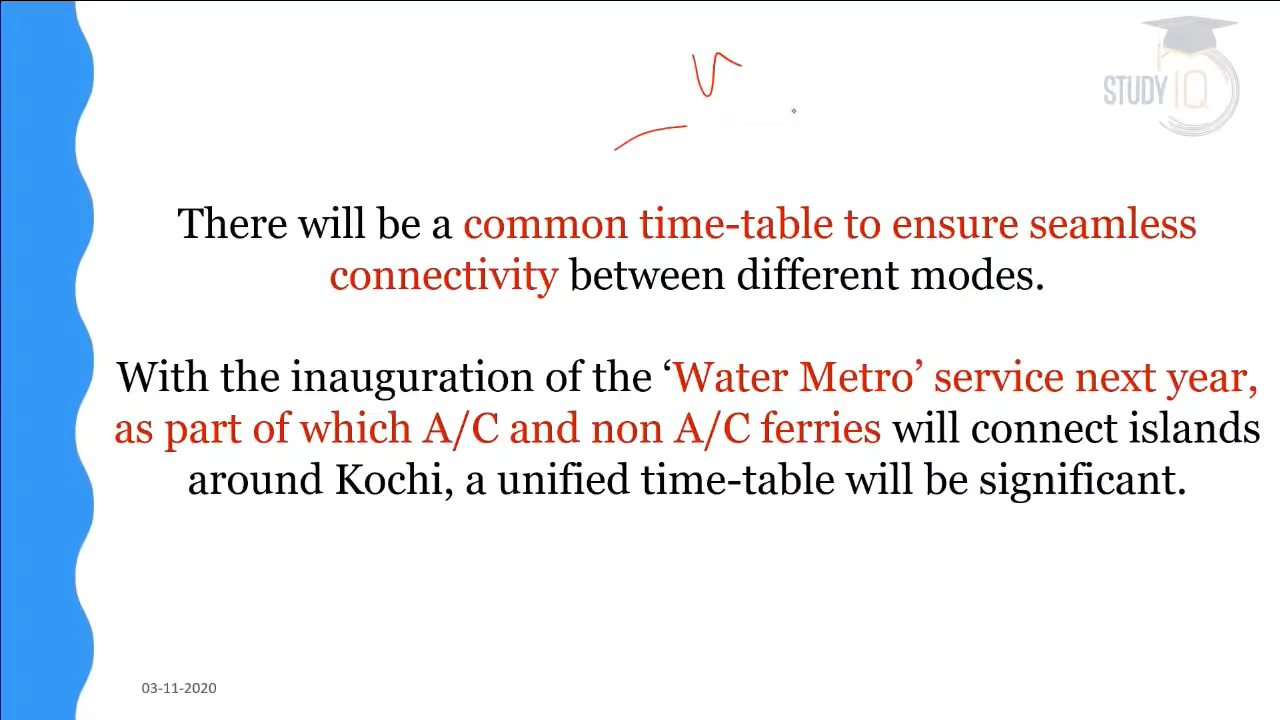 STUDY IQ
There will be a common time-table to ensure seamless
connectivity between different modes.
With the inauguration of the ‘Water Metro’ service next year,
as part of which A/C and non A/C ferries will connect islands
around Kochi, a unified time-table will be significant.
03-11-2020